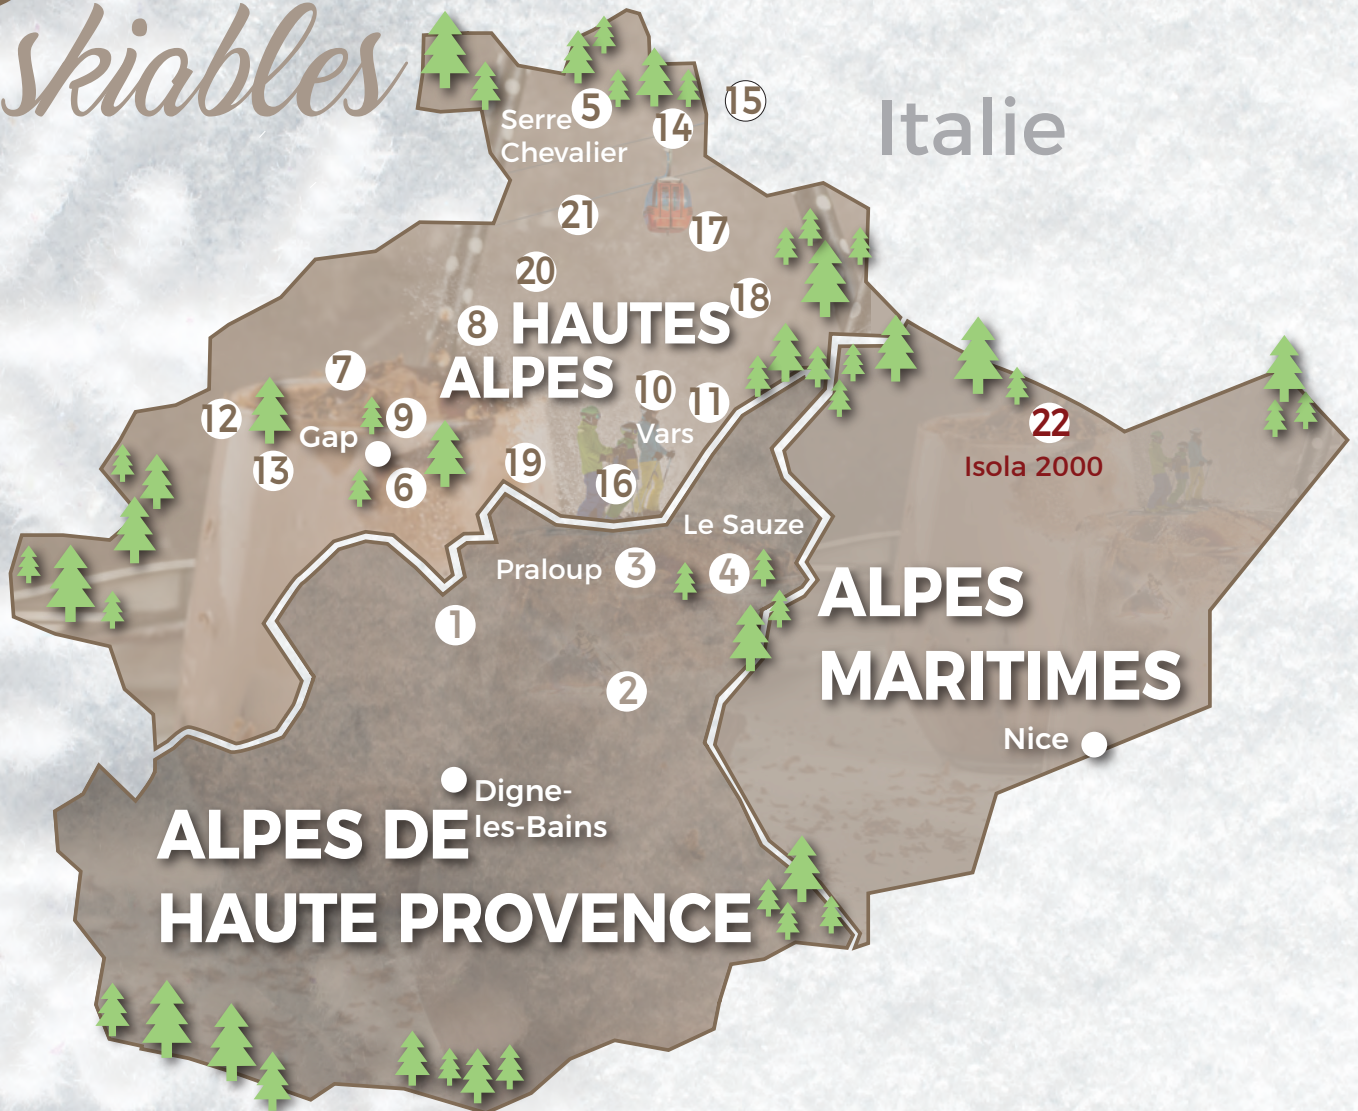 skiables
Italie
5
15
Serre
14
Chevalier
21
17
20
18
8
HAUTES
ALPES
7
10
11
12
9
22
Gap
Vars
Isola 2000
13
19
6
16
Le Sauze
Praloup
3
4
1
ALPES
MARITIMES
2
Nice
Digne-
les-Bains
ALPES DE
HAUTE PROVENCE